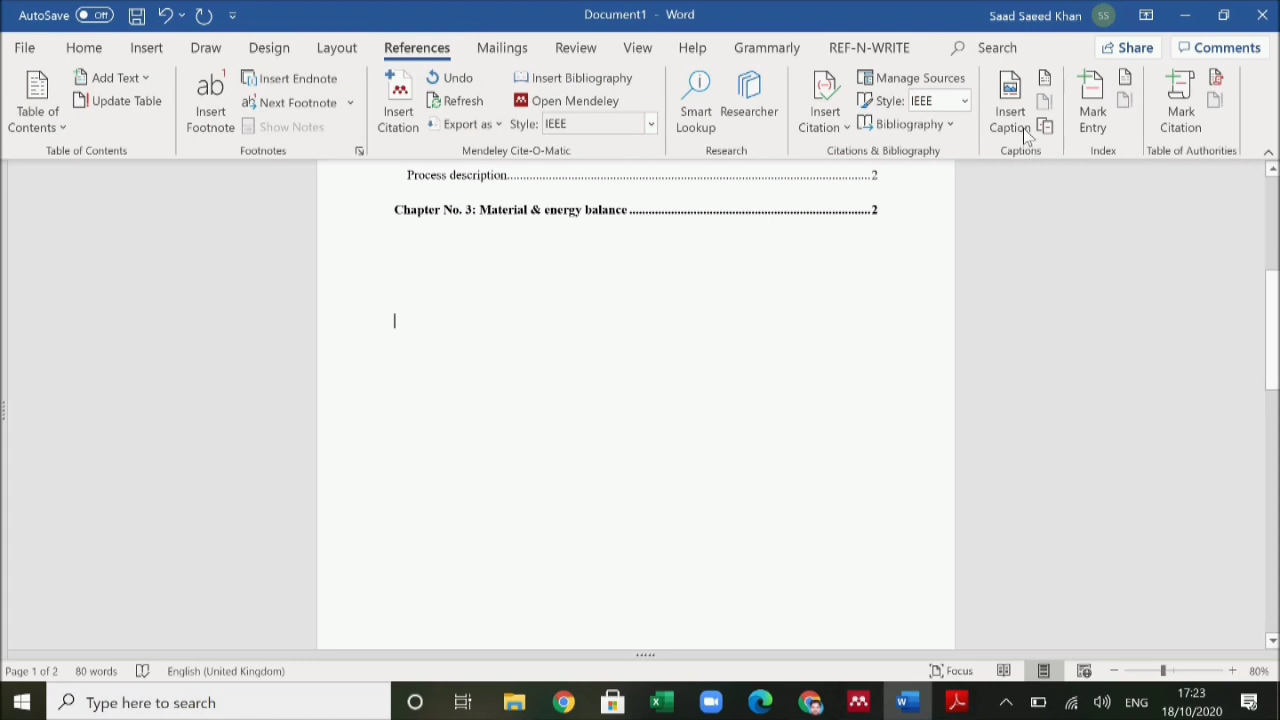 AutoSave Off Document1 - Word Saad Saeed Khan SS
File Home Insert Draw Design Layout References Mailings Review View Help Grammarly REF-N-WRITE Search Share Comments
Table of Contents
Add Text
Update Table
Table of Contents
ab1
Insert Footnote
Insert Endnote
Next Footnote
Show Notes
Footnotes
Insert Citation
Undo
Refresh
Export as
Insert Bibliography
Open Mendeley
Style: IEEE
Mendeley Cite-O-Matic
Smart Lookup
Researcher
Research
Insert Citation
Manage Sources
Style: IEEE
Bibliography
Citations & Bibliography
Insert Caption
Captions
Mark Entry
Index
Mark Citation
Table of Authorities
Process description.......................................................................................................................2
Chapter No. 3: Material & energy balance ...........................................................................2
Page 1 of 2 80 words English (United Kingdom) Focus 80%
Type here to search
ENG
17:23
18/10/2020